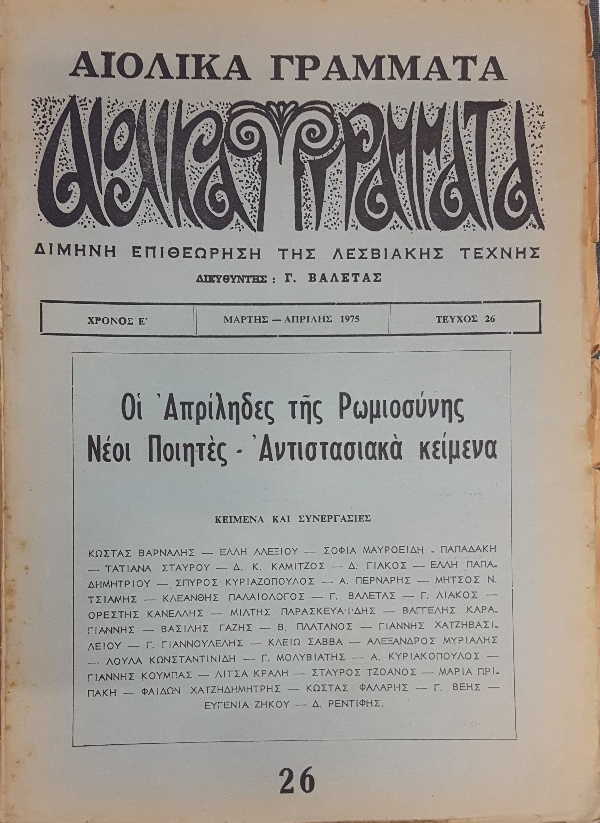 ΑΙΟΛΙΚΑ ΓΡΑΜΜΑΤΑ
ΑΙΟΛΙΚΑ ΓΡΑΜΜΑΤΑ
ΔΙΜΗΝΗ ΕΠΙΘΕΩΡΗΣΗ ΤΗΣ ΛΕΣΒΙΑΚΗΣ ΤΕΧΝΗΣ
ΔΙΕΥΘΥΝΤΗΣ : Γ. ΒΑΛΕΤΑΣ
ΧΡΟΝΟΣ Ε' ΜΑΡΤΗΣ — ΑΠΡΙΛΗΣ 1975 ΤΕΥΧΟΣ 26
Οἱ Ἀπρίληδες τῆς Ρωμιοσύνης
Νέοι Ποιητὲς - Ἀντιστασιακὰ κείμενα
ΚΕΙΜΕΝΑ ΚΑΙ ΣΥΝΕΡΓΑΣΙΕΣ
ΚΩΣΤΑΣ ΒΑΡΝΑΛΗΣ — ΕΛΛΗ ΑΛΕΞΙΟΥ — ΣΟΦΙΑ ΜΑΥΡΟΕΙΔΗ - ΠΑΠΑΔΑΚΗ
— ΤΑΤΙΑΝΑ ΣΤΑΥΡΟΥ — Δ. Κ. ΚΑΜΙΤΖΟΣ — Δ. ΓΙΑΚΟΣ — ΕΛΛΗ ΠΑΠΑ-
ΔΗΜΗΤΡΙΟΥ — ΣΠΥΡΟΣ ΚΥΡΙΑΖΟΠΟΥΛΟΣ — Α. ΠΕΡΝΑΡΗΣ — ΜΗΤΣΟΣ Ν.
ΤΣΙΑΜΗΣ — ΚΛΕΑΝΘΗΣ ΠΑΛΑΙΟΛΟΓΟΣ — Γ. ΒΑΛΕΤΑΣ — Γ. ΛΙΑΚΟΣ —
ΟΡΕΣΤΗΣ ΚΑΝΕΛΛΗΣ — ΜΙΛΤΗΣ ΠΑΡΑΣΚΕΥΑ·Ι·ΔΗΣ — ΒΑΓΓΕΛΗΣ ΚΑΡΑ-
ΓΙΑΝΝΗΣ — ΒΑΣΙΛΗΣ ΓΑΖΗΣ — Β. ΠΛΑΤΑΝΟΣ — ΓΙΑΝΝΗΣ ΧΑΤΖΗΒΑΣΙ-
ΛΕΙΟΥ — Γ. ΓΙΑΝΝΟΥΛΕΛΗΣ — ΚΛΕΙΩ ΣΑΒΒΑ — ΑΛΕΞΑΝΔΡΟΣ ΜΥΡΙΑΛΗΣ
— ΛΟΥΛΑ ΚΩΝΣΤΑΝΤΙΝΙΔΗ — Γ. ΜΟΛΥΒΙΑΤΗΣ — Α. ΚΥΡΙΑΚΟΠΟΥΛΟΣ —
ΓΙΑΝΝΗΣ ΚΟΥΜΠΑΣ — ΛΙΤΣΑ ΚΡΑΛΗ — ΣΤΑΥΡΟΣ ΤΖΟΑΝΟΣ — ΜΑΡΙΑ ΠΡΙ-
ΠΑΚΗ — ΦΑΙΔΩΝ ΧΑΤΖΗΔΗΜΗΤΡΗΣ — ΚΩΣΤΑΣ ΦΑΛΑΡΗΣ — Γ. ΒΕΗΣ —
ΕΥΓΕΝΙΑ ΖΗΚΟΥ — Δ. ΡΕΝΤΙΦΗΣ.
26